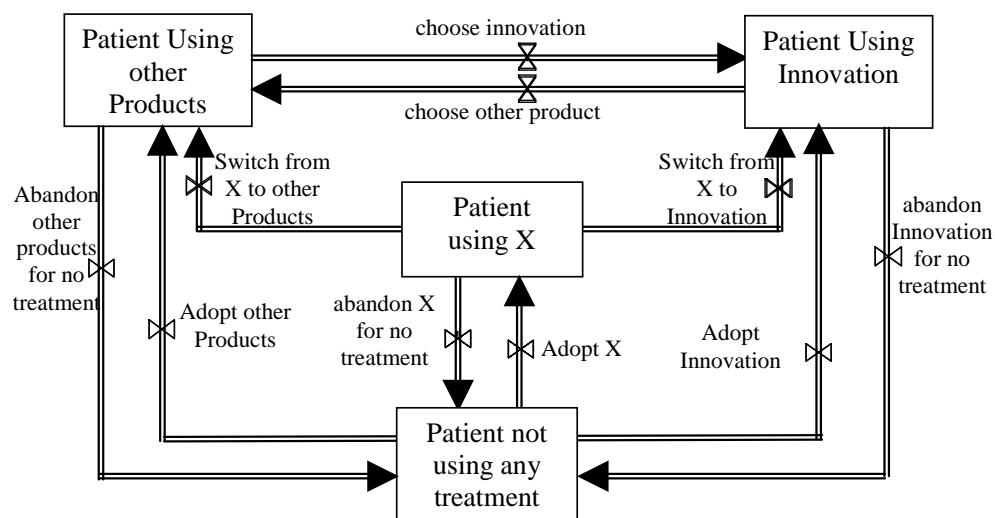 Patient Using
other
Products
choose innovation
choose other product
Patient Using
Innovation
Switch from
X to other
Products
Switch from
X to
Innovation
Abandon
other
products
for no
treatment
Patient
using X
abandon
Innovation
for no
treatment
Adopt other
Products
abandon X
for no
treatment
Adopt X
Adopt
Innovation
Patient not
using any
treatment